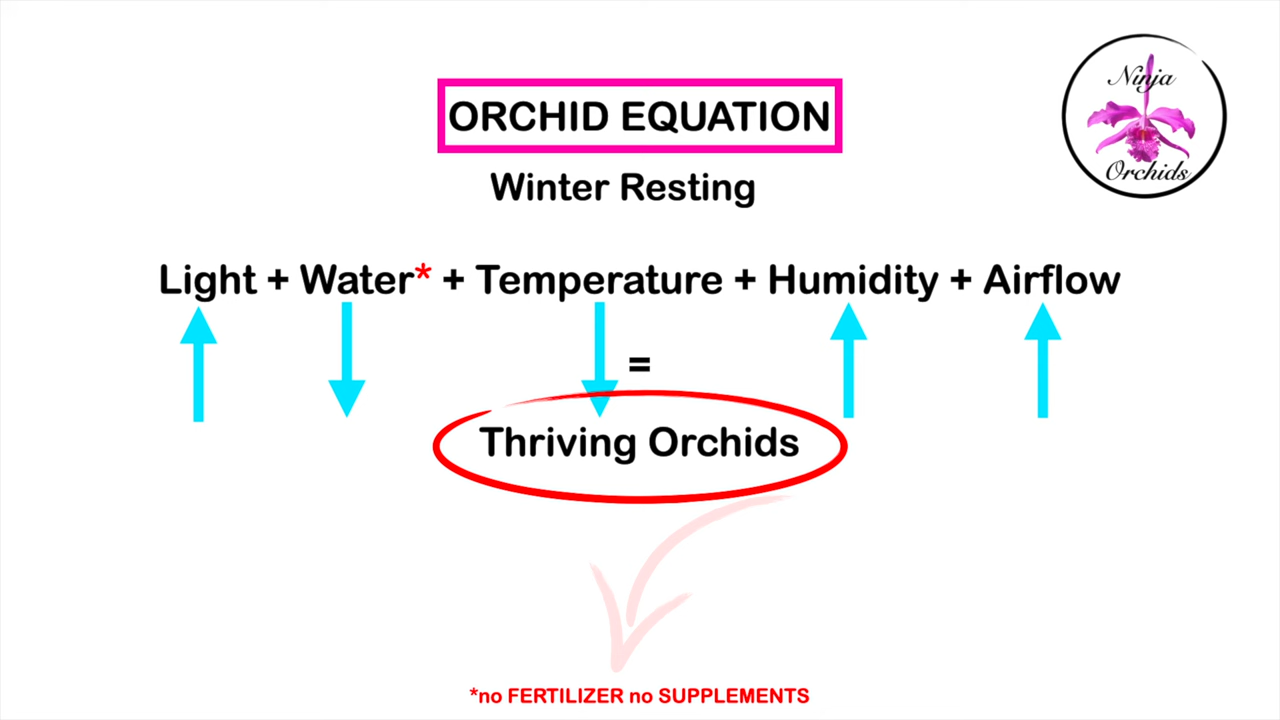 Ninja
Orchids
ORCHID EQUATION
Winter Resting
Light + Water* + Temperature + Humidity + Airflow
=
Thriving Orchids
*no FERTILIZER no SUPPLEMENTS